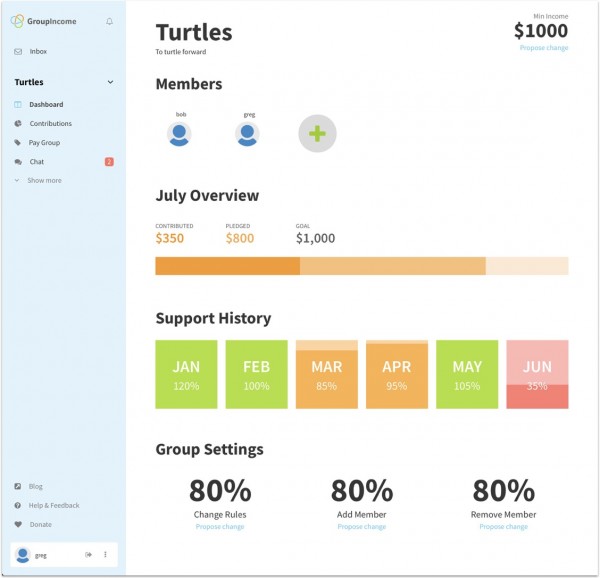 GroupIncome
Inbox
Turtles
Dashboard
Contributions
Pay Group
Chat 2
Show more
Blog
Help & Feedback
Donate
greg
Turtles
To turtle forward
Min Income
$1000
Propose change
Members
bob greg
July Overview
CONTRIBUTED PLEDGED GOAL
$350 $800 $1,000
Support History
JAN FEB MAR APR MAY JUN
120% 100% 85% 95% 105% 35%
Group Settings
80% 80% 80%
Change Rules Add Member Remove Member
Propose change Propose change Propose change